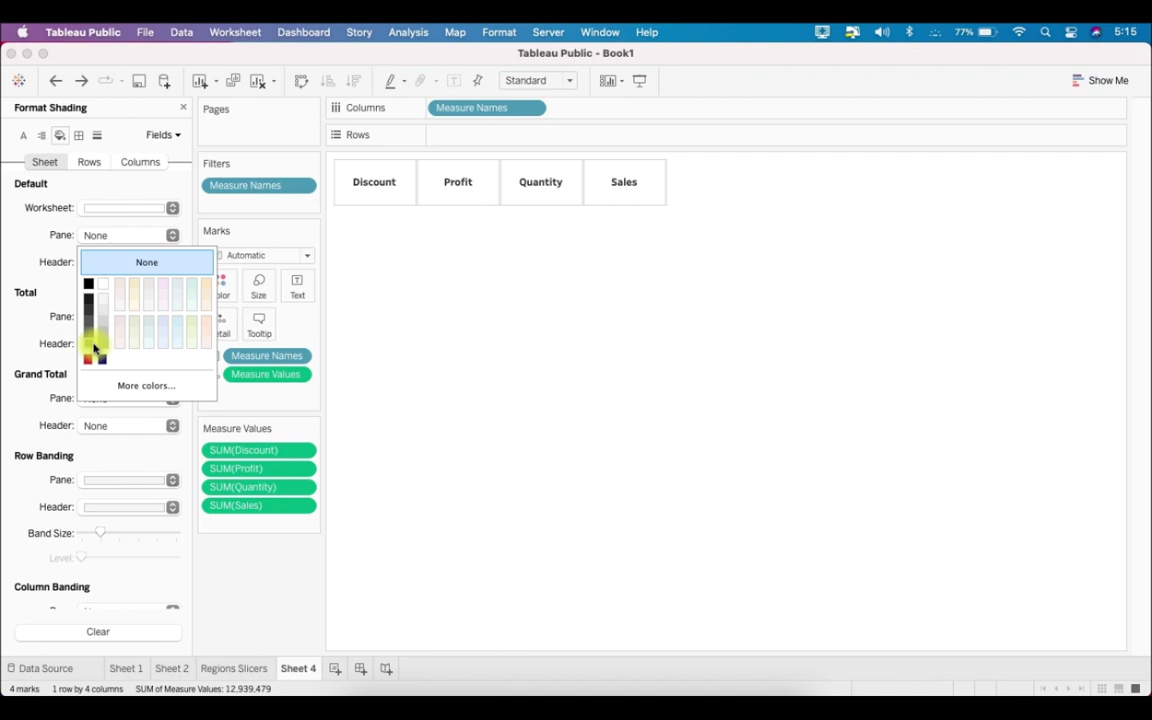 Tableau Public File Data Worksheet Dashboard Story Analysis Map Format Server Window Help 77% 5:15
Tableau Public - Book1
Standard Show Me
Format Shading
A Fields
Sheet Rows Columns
Default
Worksheet:
Pane: None
Header:
None
Total
Pane:
Header:
More colors...
Grand Total
Pane:
Header: None
Row Banding
Pane:
Header:
Band Size:
Level:
Column Banding
Clear
Pages
Filters
Measure Names
Marks
Automatic
Size Text
Tooltip
Measure Names
Measure Values
Measure Values
SUM(Discount)
SUM(Profit)
SUM(Quantity)
SUM(Sales)
Columns Measure Names
Rows
Discount Profit Quantity Sales
Data Source Sheet 1 Sheet 2 Regions Slicers Sheet 4
4 marks 1 row by 4 columns SUM of Measure Values: 12,939,479